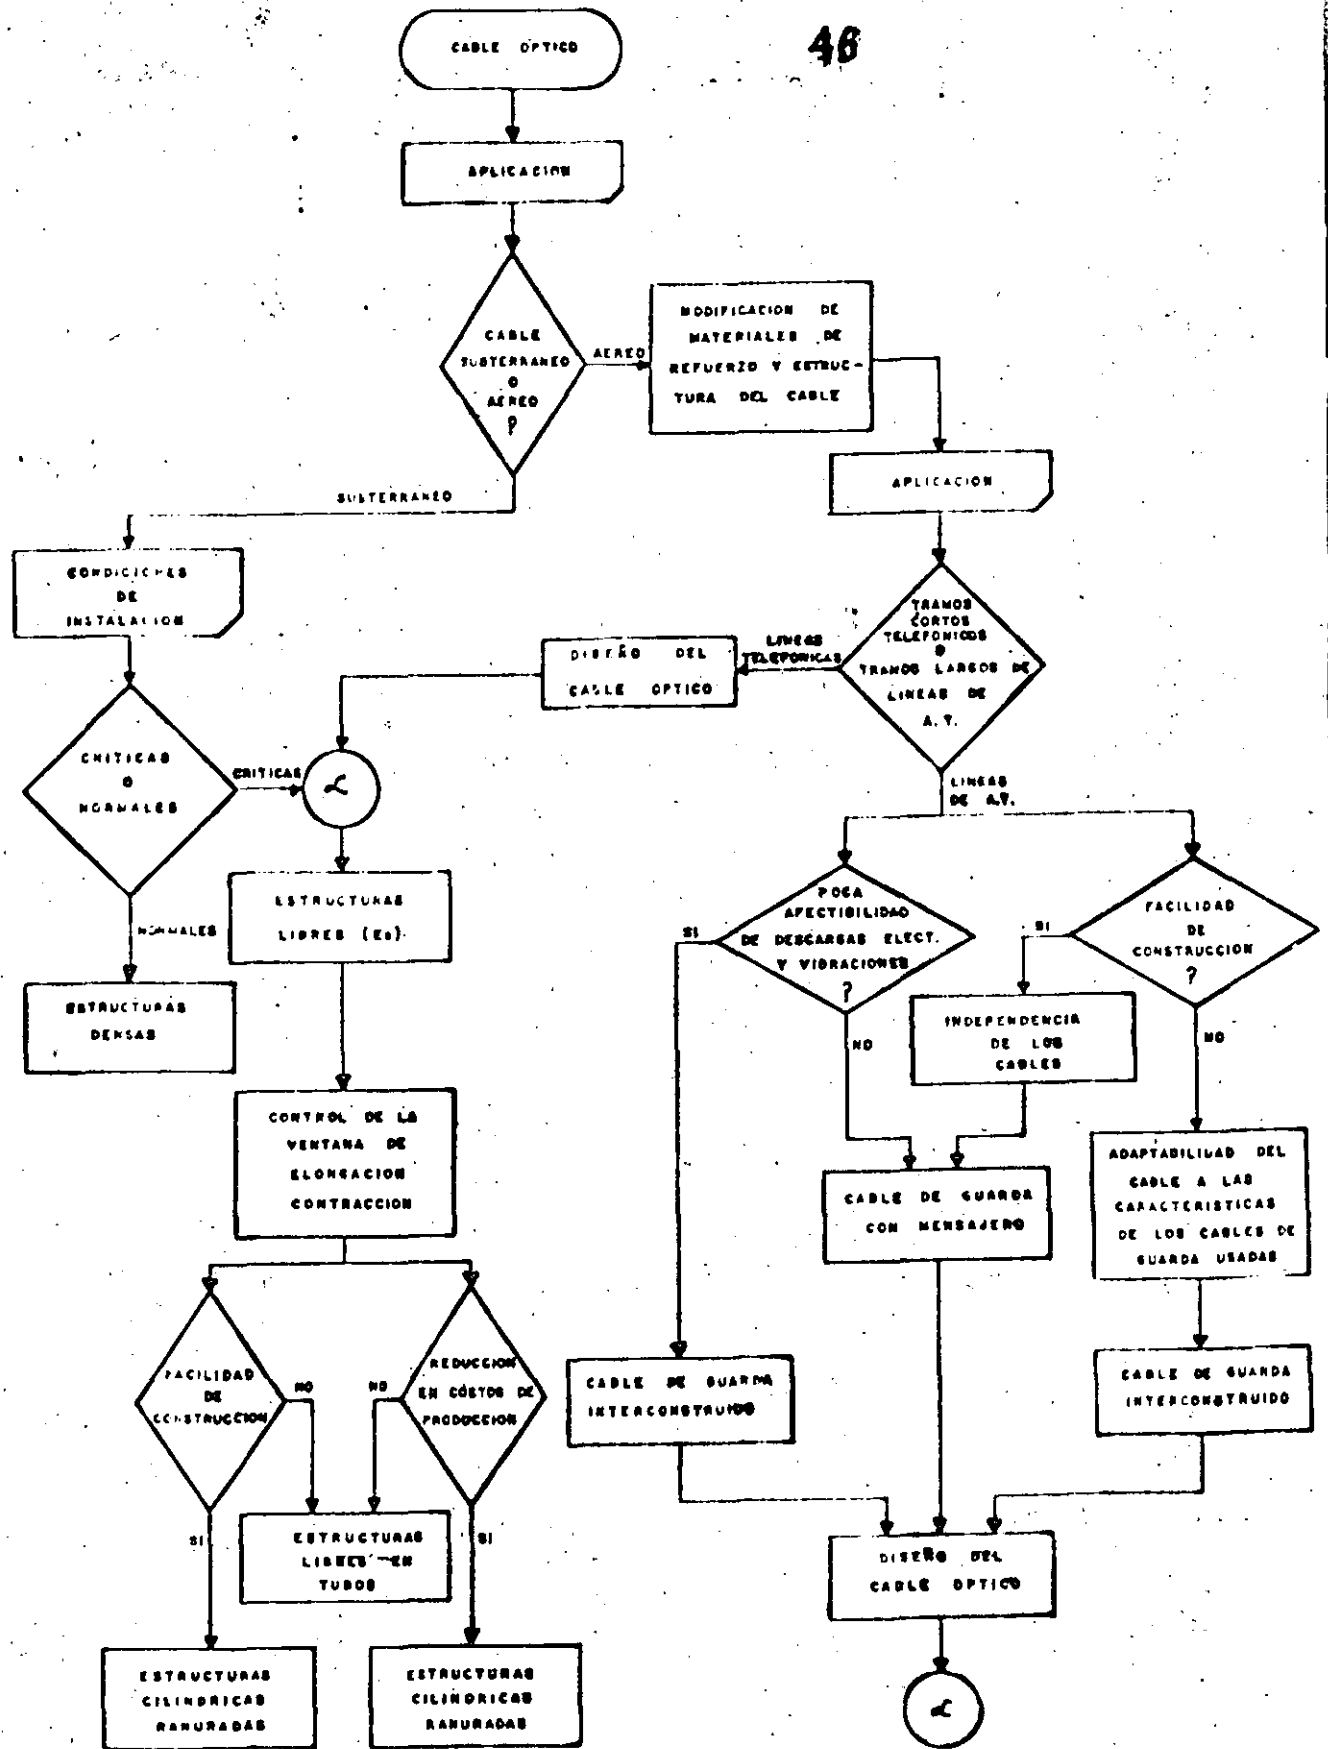 46
CABLE OPTICO
APLICACION
CABLE
SUBTERRANEO
O
AEREO
?
AEREO
MODIFICACION DE
MATERIALES DE
REFUERZO Y ESTRUC-
TURA DEL CABLE
SUBTERRANEO
APLICACION
CONDICICNES
DE
INSTALACION
TRAMOS
CORTOS
TELEFONICOS
O
TRAMOS LARGOS DE
LINEAS DE
A.T.
LINEAS
TELEFONICAS
DISEÑO DEL
CABLE OPTICO
CRITICAS
O
NORMALES
CRITICAS
α
LINEAS
DE A.T.
NORMALES
ESTRUCTURAS
LIBRES (Eo).
POCA
AFECTIBILIDAD
DE DESCARGAS ELECT.
Y VIBRACIONES
?
SI
FACILIDAD
DE
CONSTRUCCION
?
SI
ESTRUCTURAS
DENSAS
NO
INDEPENDENCIA
DE LOS
CABLES
NO
CONTROL DE LA
VENTANA DE
ELONGACION
CONTRACCION
CABLE DE GUARDA
CON MENSAJERO
ADAPTABILIDAD DEL
CABLE A LAS
CARACTERISTICAS
DE LOS CABLES DE
GUARDA USADAS
FACILIDAD
DE
CONSTRUCCION
NO
REDUCCION
EN COSTOS DE
PRODUCCION
NO
CABLE DE GUARDA
INTERCONSTRUIDO
CABLE DE GUARDA
INTERCONSTRUIDO
SI
ESTRUCTURAS
LIBRES EN
TUBOS
SI
DISEÑO DEL
CABLE OPTICO
ESTRUCTURAS
CILINDRICAS
RANURADAS
ESTRUCTURAS
CILINDRICAS
RANURADAS
α